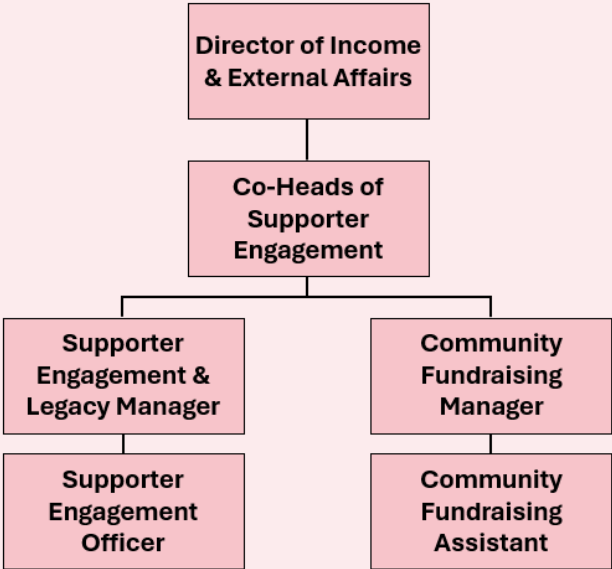 Director of Income
& External Affairs
Co-Heads of
Supporter
Engagement
Supporter
Engagement &
Legacy Manager
Community
Fundraising
Manager
Supporter
Engagement
Officer
Community
Fundraising
Assistant